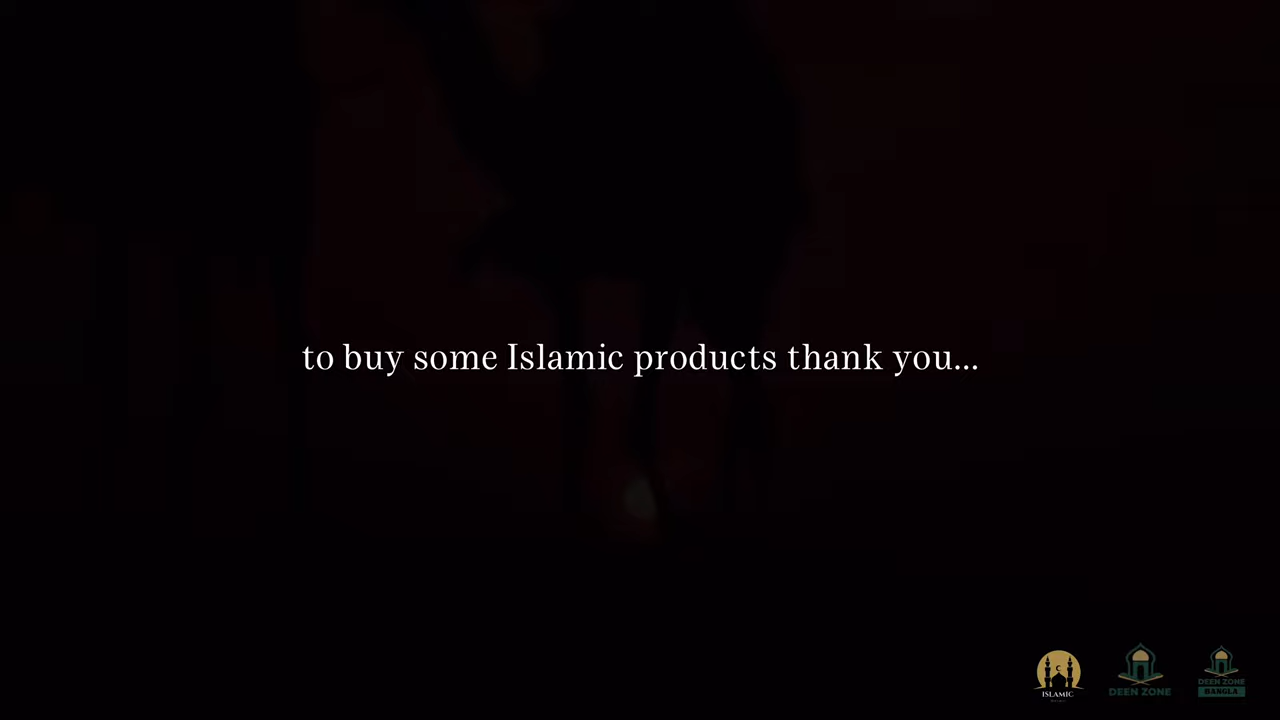 to buy some Islamic products thank you...
ISLAMIC
DEEN ZONE
DEEN ZONE
BANGLA